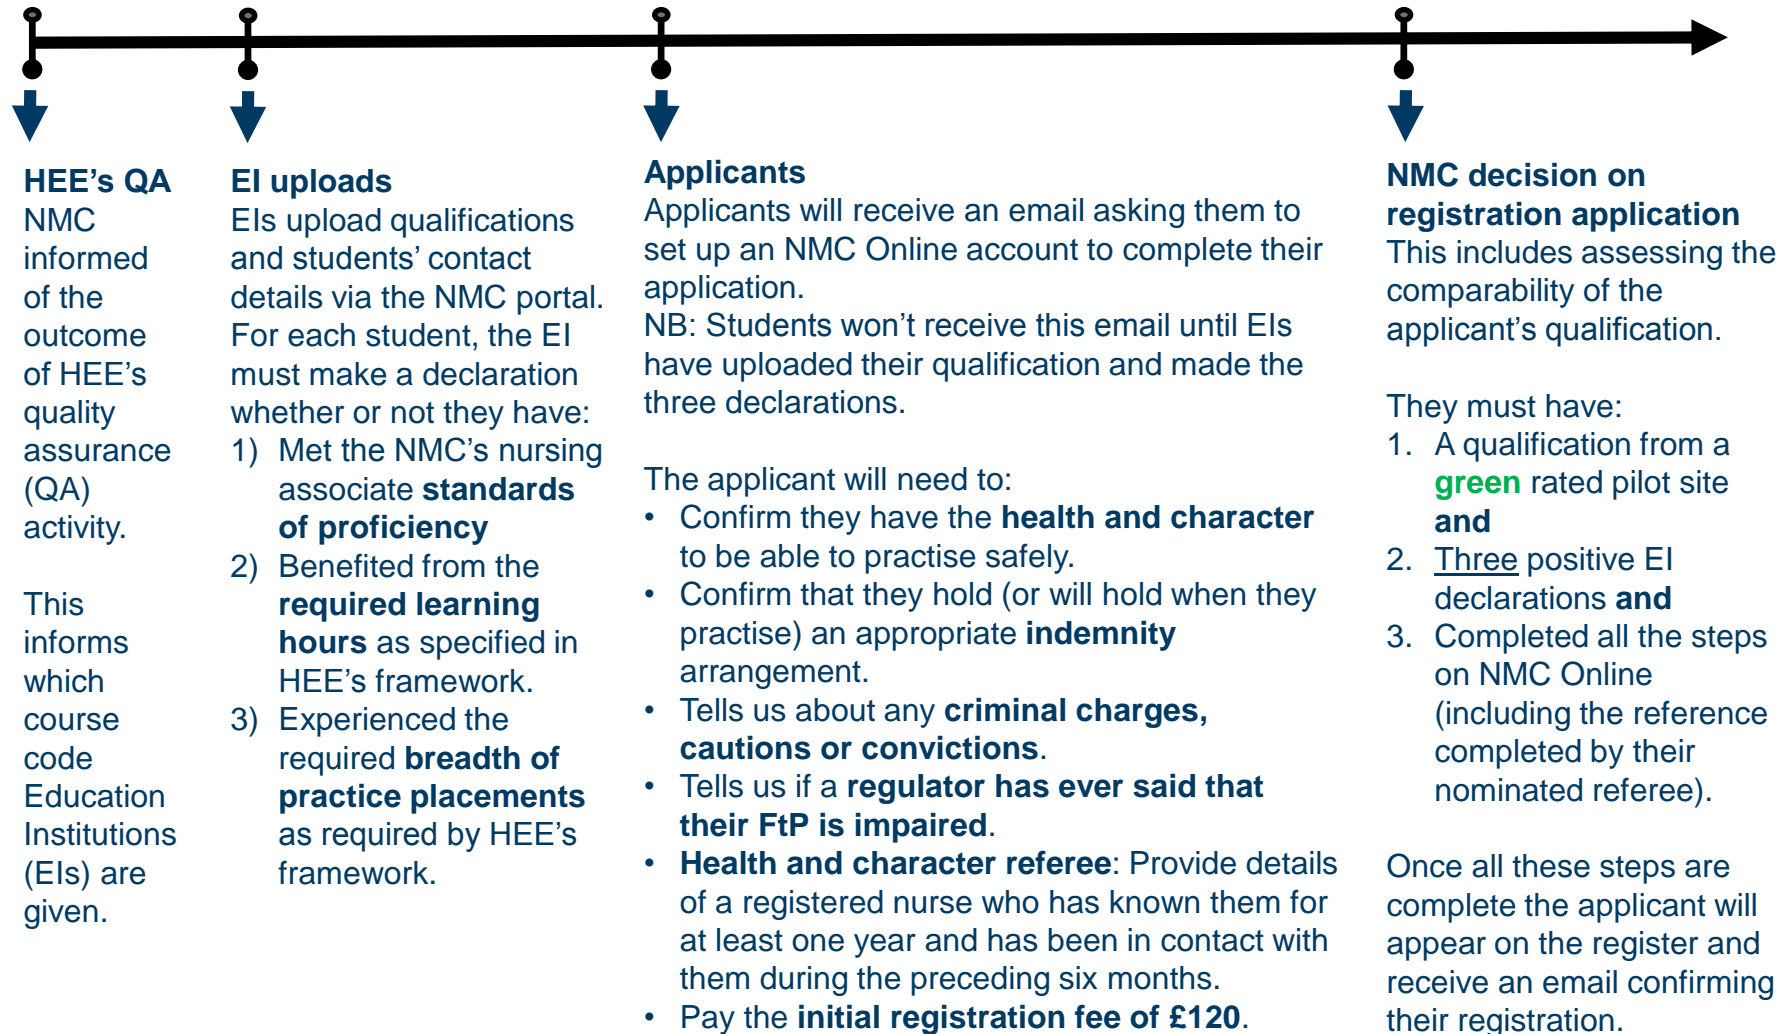 HEE’s QA
NMC
informed
of the
outcome
of HEE’s
quality
assurance
(QA)
activity.
This
informs
which
course
code
Education
Institutions
(EIs) are
given.
EI uploads
EIs upload qualifications
and students’ contact
details via the NMC portal.
For each student, the EI
must make a declaration
whether or not they have:
1) Met the NMC’s nursing
associate standards
of proficiency
2) Benefited from the
required learning
hours as specified in
HEE’s framework.
3) Experienced the
required breadth of
practice placements
as required by HEE’s
framework.
Applicants
Applicants will receive an email asking them to
set up an NMC Online account to complete their
application.
NB: Students won’t receive this email until EIs
have uploaded their qualification and made the
three declarations.
The applicant will need to:
• Confirm they have the health and character
to be able to practise safely.
• Confirm that they hold (or will hold when they
practise) an appropriate indemnity
arrangement.
• Tells us about any criminal charges,
cautions or convictions.
• Tells us if a regulator has ever said that
their FtP is impaired.
• Health and character referee: Provide details
of a registered nurse who has known them for
at least one year and has been in contact with
them during the preceding six months.
• Pay the initial registration fee of £120.
NMC decision on
registration application
This includes assessing the
comparability of the
applicant’s qualification.
They must have:
1. A qualification from a
green rated pilot site
and
2. Three positive EI
declarations and
3. Completed all the steps
on NMC Online
(including the reference
completed by their
nominated referee).
Once all these steps are
complete the applicant will
appear on the register and
receive an email confirming
their registration.